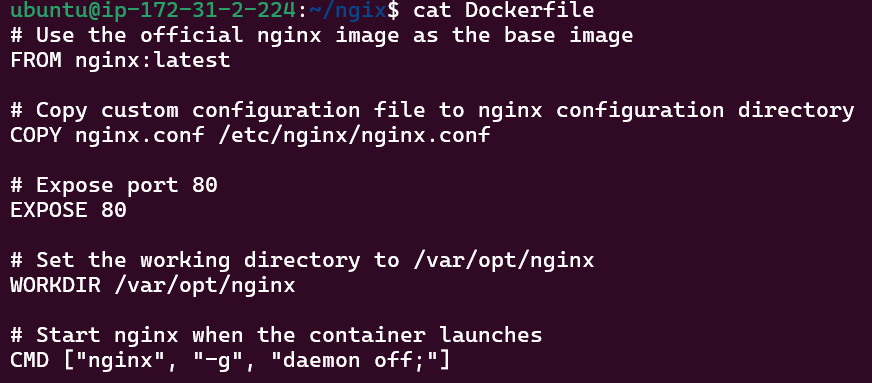 ubuntu@ip-172-31-2-224:~/ngix$ cat Dockerfile
# Use the official nginx image as the base image
FROM nginx:latest
# Copy custom configuration file to nginx configuration directory
COPY nginx.conf /etc/nginx/nginx.conf
# Expose port 80
EXPOSE 80
# Set the working directory to /var/opt/nginx
WORKDIR /var/opt/nginx
# Start nginx when the container launches
CMD ["nginx", "-g", "daemon off;"]